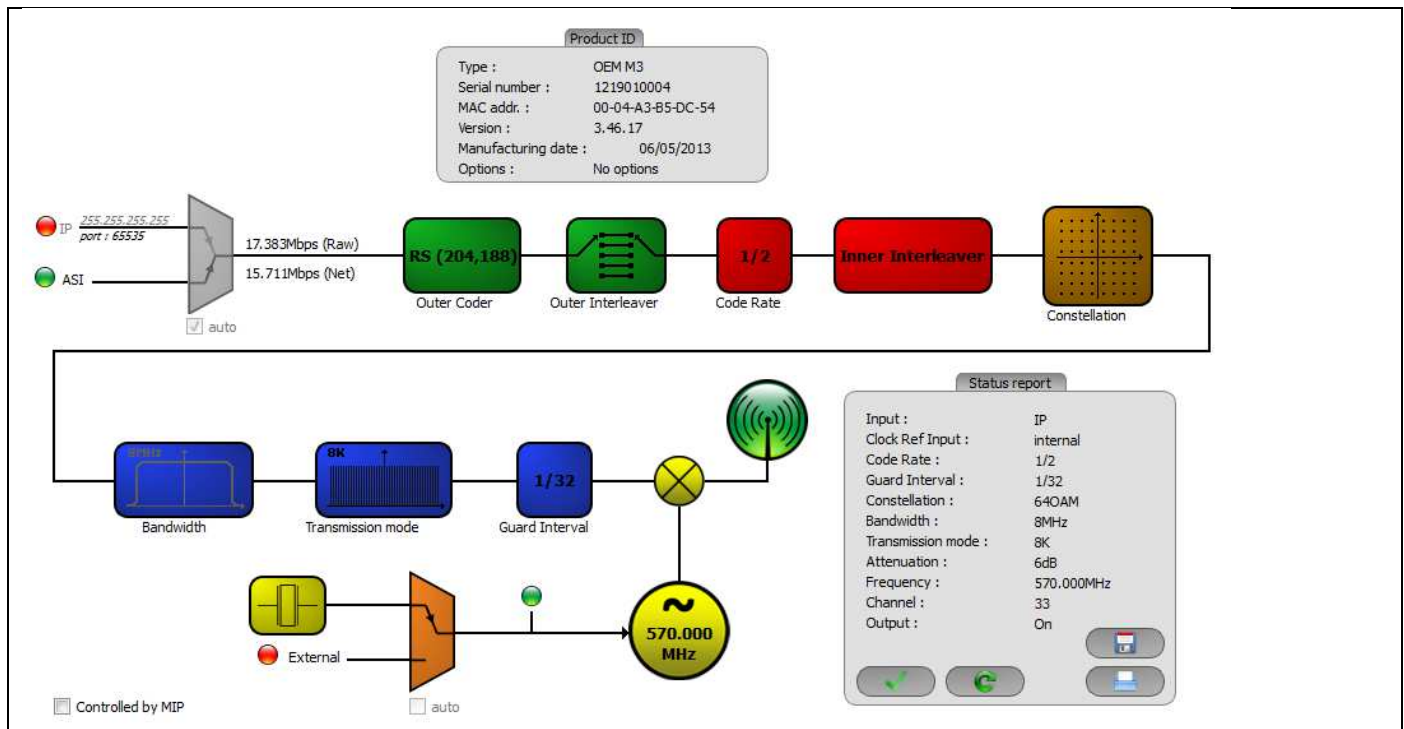 Product ID
Type : OEM M3
Serial number : 1219010004
MAC addr. : 00-04-A3-B5-DC-54
Version : 3.46.17
Manufacturing date : 06/05/2013
Options : No options
IP 255.255.255.255
port : 65535
ASI
auto
17.383Mbps (Raw)
15.711Mbps (Net)
RS (204,188)
Outer Coder
Outer Interleaver
1/2
Code Rate
Inner Interleaver
Constellation
8MHz
Bandwidth
8K
Transmission mode
1/32
Guard Interval
External
auto
570.000
MHz
Controlled by MIP
Status report
Input : IP
Clock Ref Input : internal
Code Rate : 1/2
Guard Interval : 1/32
Constellation : 64QAM
Bandwidth : 8MHz
Transmission mode : 8K
Attenuation : 6dB
Frequency : 570.000MHz
Channel : 33
Output : On